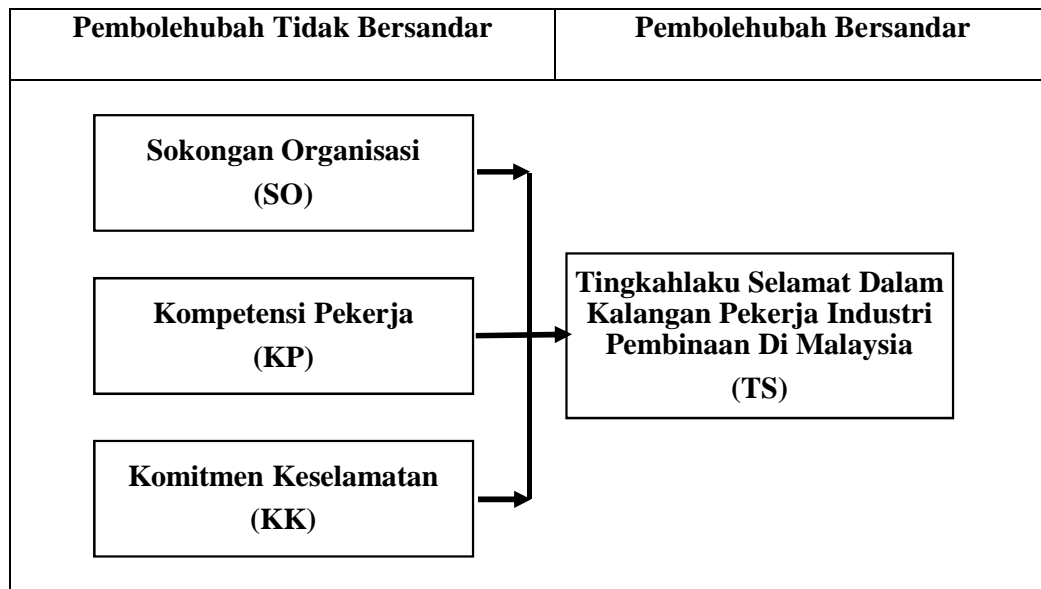 Pembolehubah Tidak Bersandar
Pembolehubah Bersandar
Sokongan Organisasi
(SO)
Kompetensi Pekerja
(KP)
Komitmen Keselamatan
(KK)
Tingkahlaku Selamat Dalam
Kalangan Pekerja Industri
Pembinaan Di Malaysia
(TS)